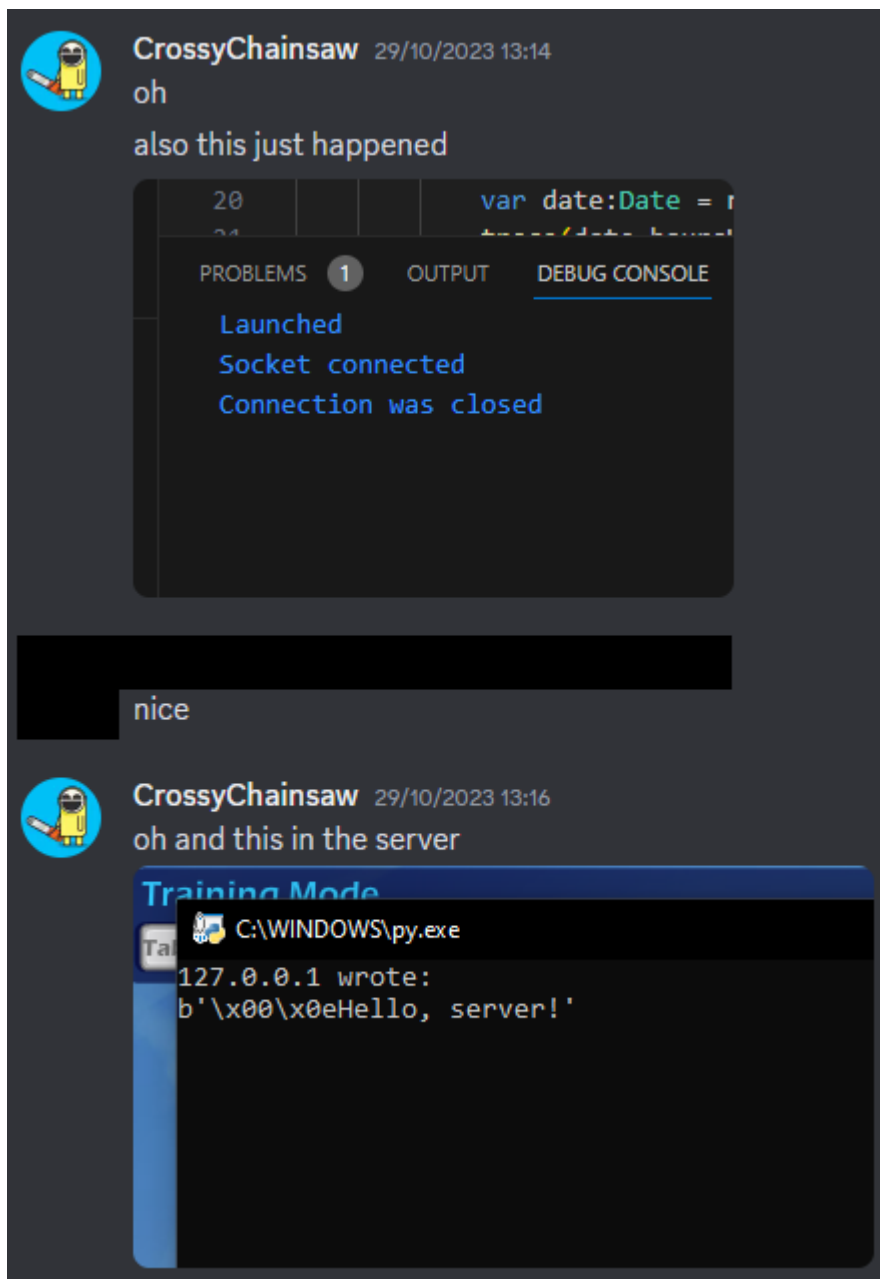 CrossyChainsaw 29/10/2023 13:14
oh
also this just happened
20 var date:Date =
PROBLEMS 1 OUTPUT DEBUG CONSOLE
Launched
Socket connected
Connection was closed
nice
CrossyChainsaw 29/10/2023 13:16
oh and this in the server
Training Mode
C:\WINDOWS\py.exe
127.0.0.1 wrote:
b'\x00\x0eHello, server!'